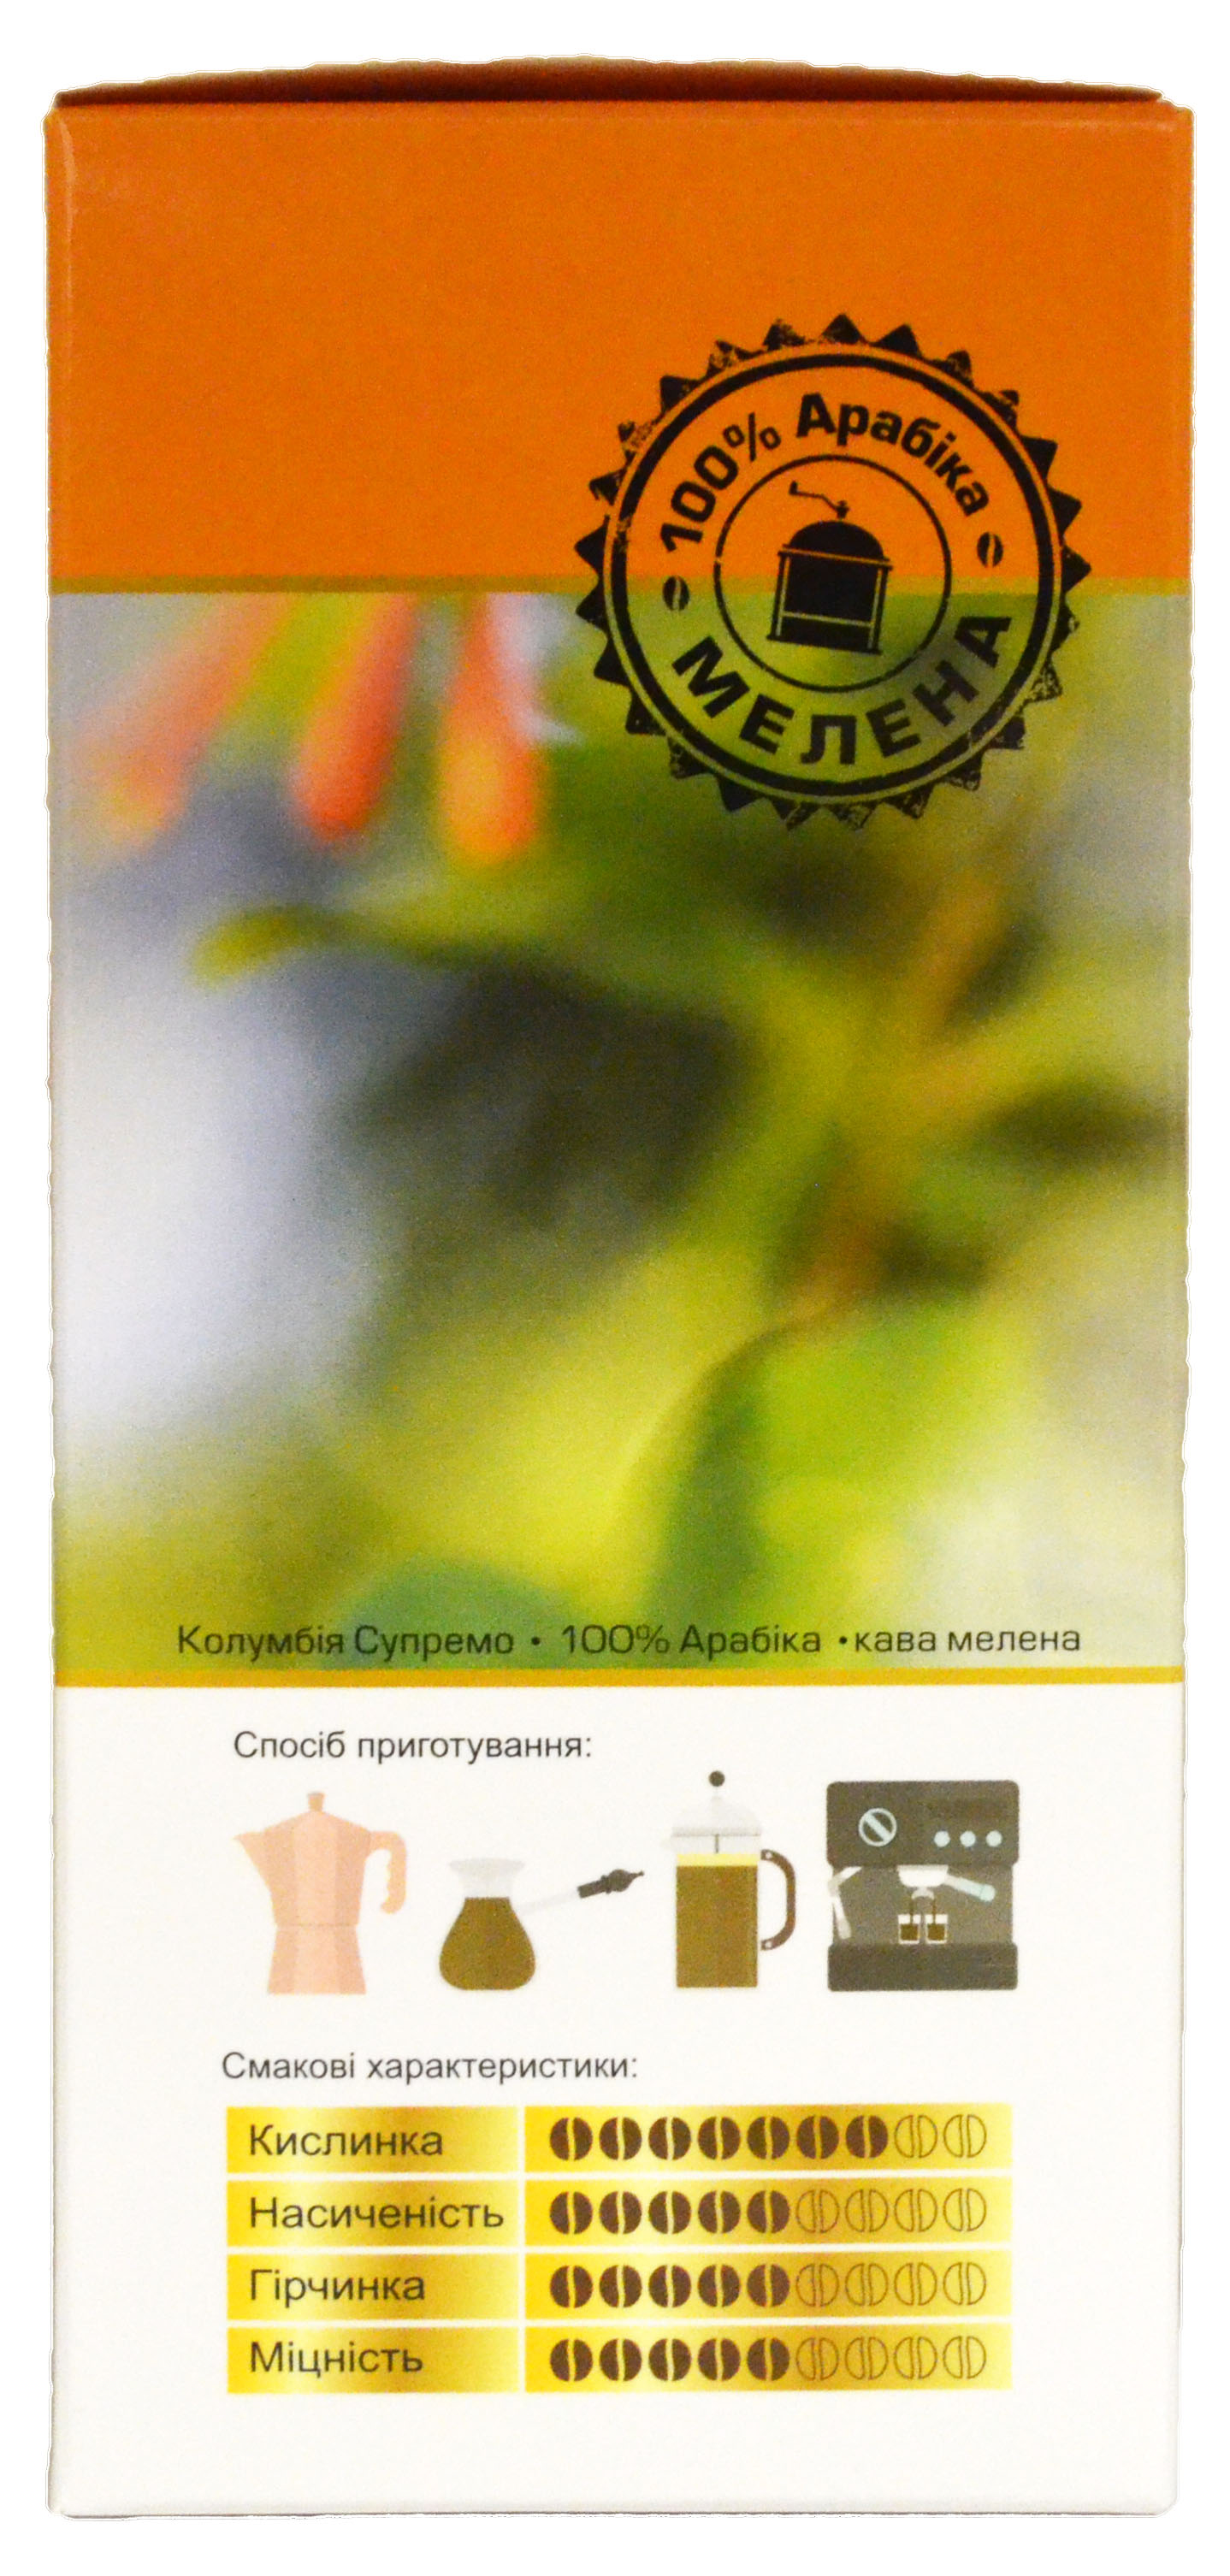 100% Арабіка
МЕЛЕНА
Колумбія Супремо • 100% Арабіка • кава мелена
Спосіб приготування:
Смакові характеристики:
Кислинка
Насиченість
Гірчинка
Міцність